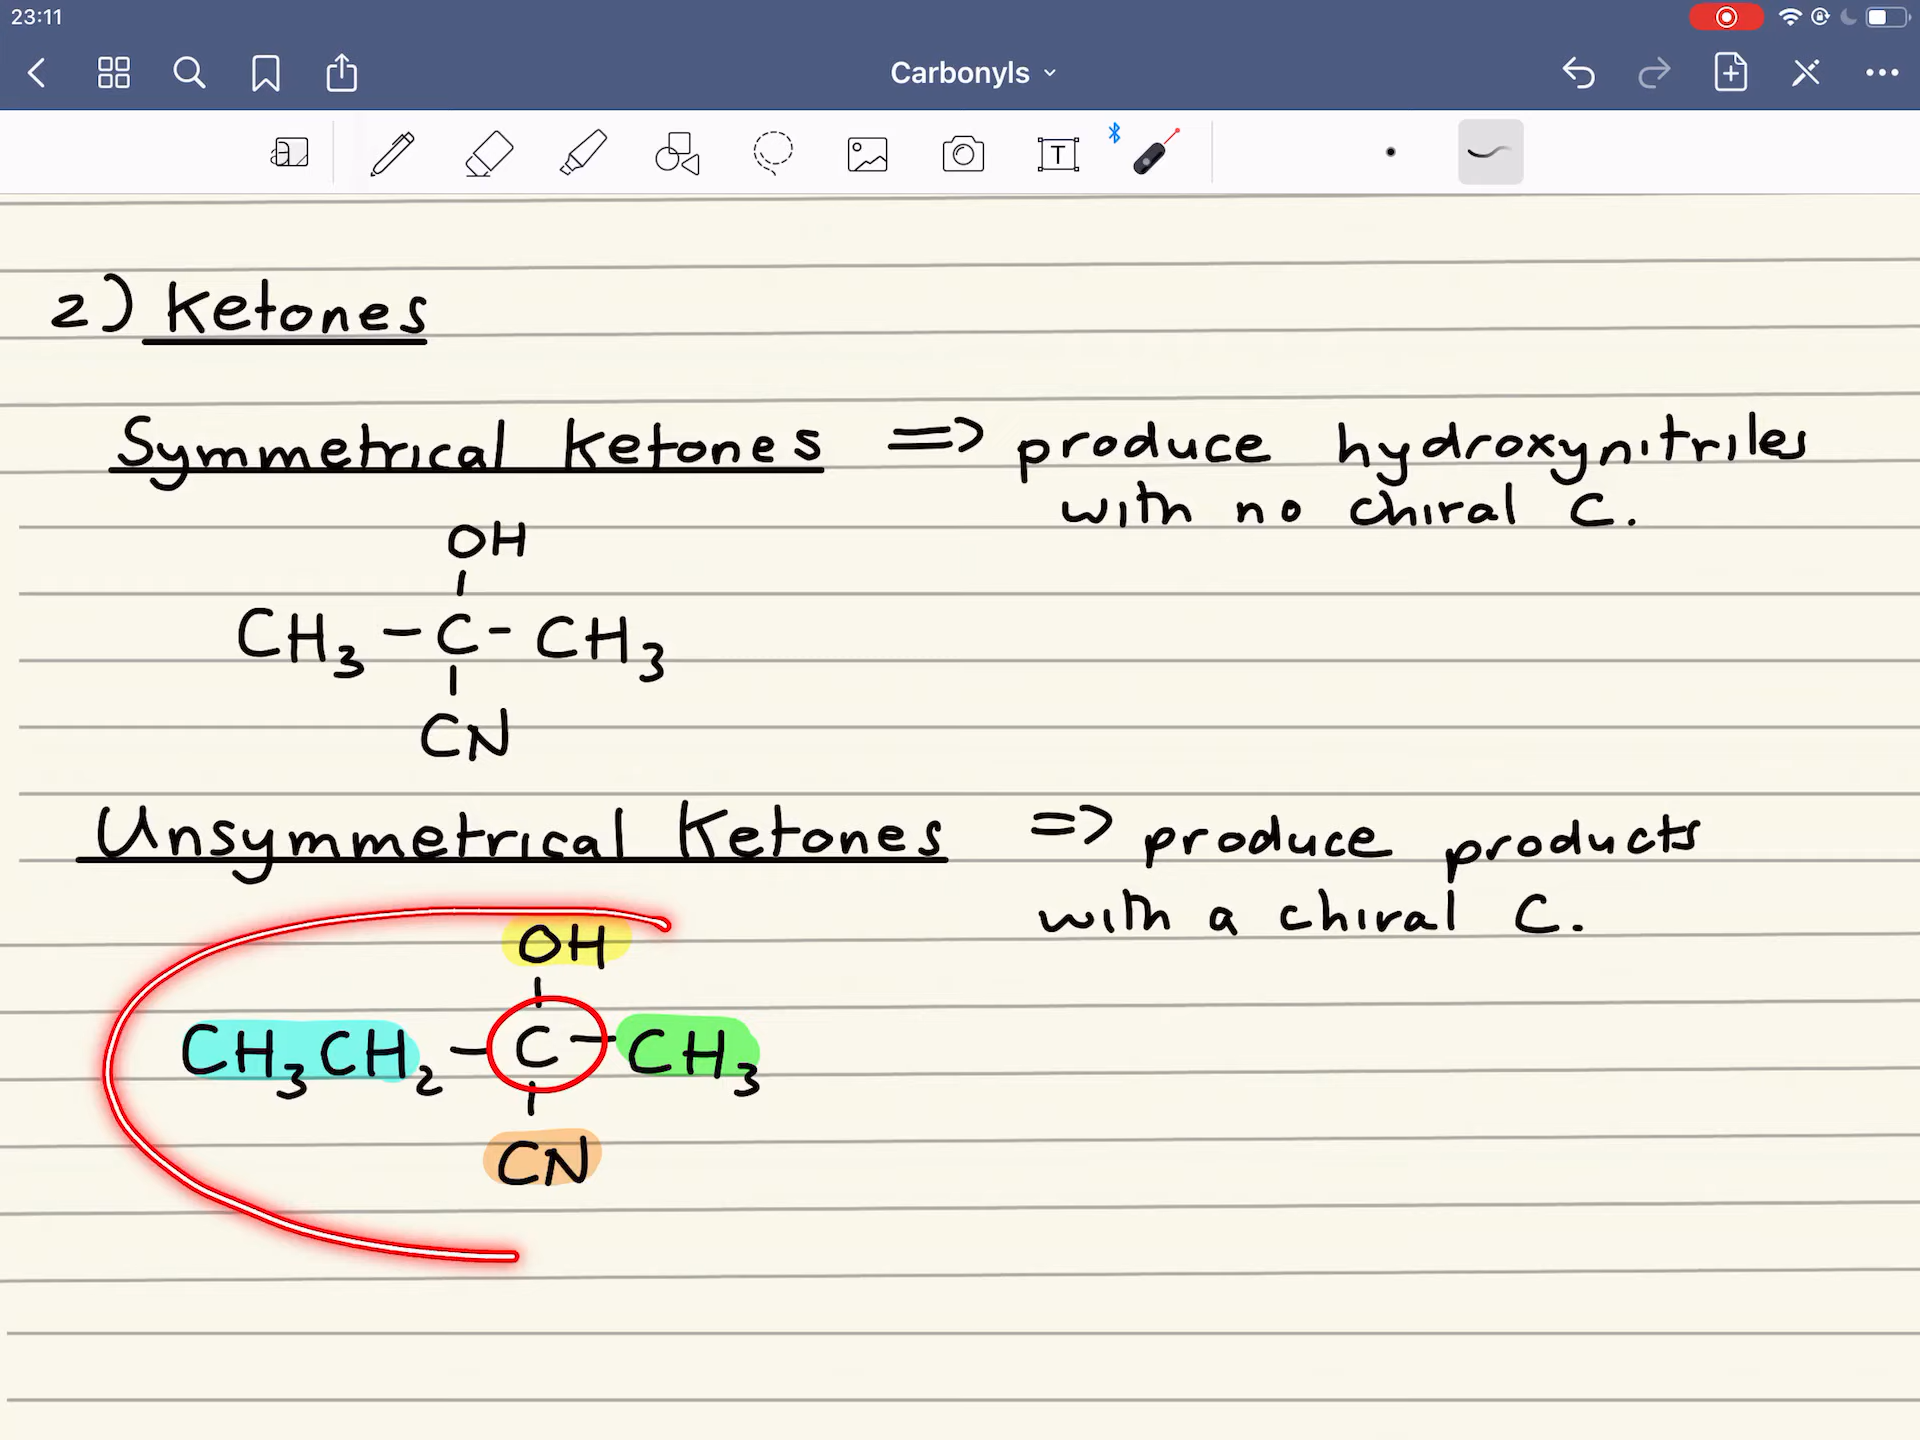 23:11
Carbonyls
a
T
2) Ketones
Symmetrical Ketones => produce hydroxynitriles
with no chiral C.
OH
CH₃ - C - CH₃
CN
Unsymmetrical Ketones => produce products
with a chiral C.
OH
CH₃CH₂ - C - CH₃
CN